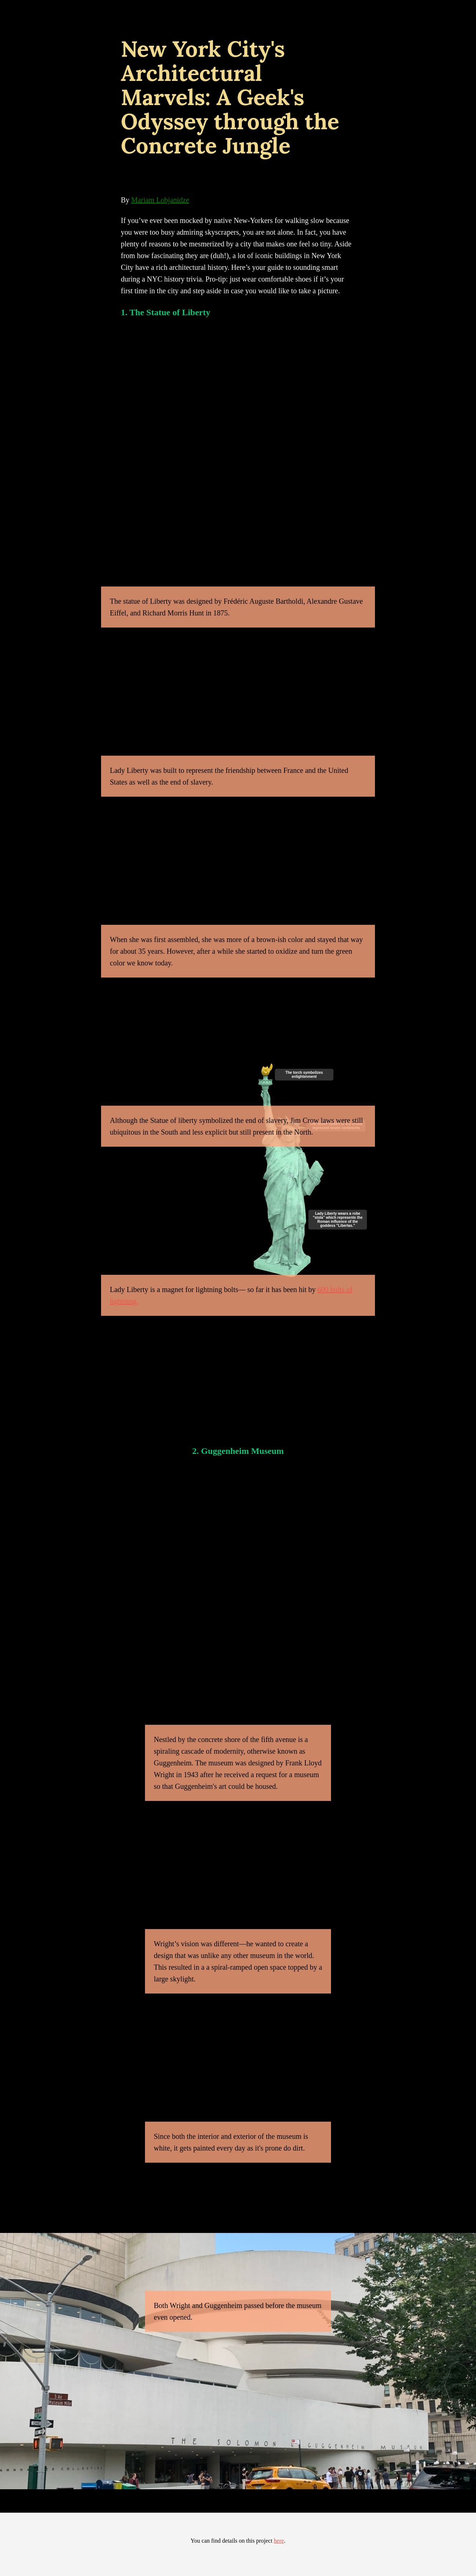 New York City's
Architectural
Marvels: A Geek's
Odyssey through the
Concrete Jungle
By Mariam Lobjanidze
If you’ve ever been mocked by native New-Yorkers for walking slow because
you were too busy admiring skyscrapers, you are not alone. In fact, you have
plenty of reasons to be mesmerized by a city that makes one feel so tiny. Aside
from how fascinating they are (duh!), a lot of iconic buildings in New York
City have a rich architectural history. Here’s your guide to sounding smart
during a NYC history trivia. Pro-tip: just wear comfortable shoes if it’s your
first time in the city and step aside in case you would like to take a picture.
1. The Statue of Liberty
The statue of Liberty was designed by Frédéric Auguste Bartholdi, Alexandre Gustave
Eiffel, and Richard Morris Hunt in 1875.
Lady Liberty was built to represent the friendship between France and the United
States as well as the end of slavery.
When she was first assembled, she was more of a brown-ish color and stayed that way
for about 35 years. However, after a while she started to oxidize and turn the green
color we know today.
The torch symbolizes
enlightenment
Although the Statue of liberty symbolized the end of slavery, Jim Crow laws were still
ubiquitous in the South and less explicit but still present in the North.
Lady Liberty wears a robe
"stola" which represents the
Roman influence of the
goddess "Libertas."
Lady Liberty is a magnet for lightning bolts— so far it has been hit by
2. Guggenheim Museum
Nestled by the concrete shore of the fifth avenue is a
spiraling cascade of modernity, otherwise known as
Guggenheim. The museum was designed by Frank Lloyd
Wright in 1943 after he received a request for a museum
so that Guggenheim's art could be housed.
Wright’s vision was different—he wanted to create a
design that was unlike any other museum in the world.
This resulted in a a spiral-ramped open space topped by a
large skylight.
Since both the interior and exterior of the museum is
white, it gets painted every day as it's prone do dirt.
Both Wright and Guggenheim passed before the museum
even opened.
THE SOLOMON GUGGENHEIM MUSEUM
You can find details on this project here.